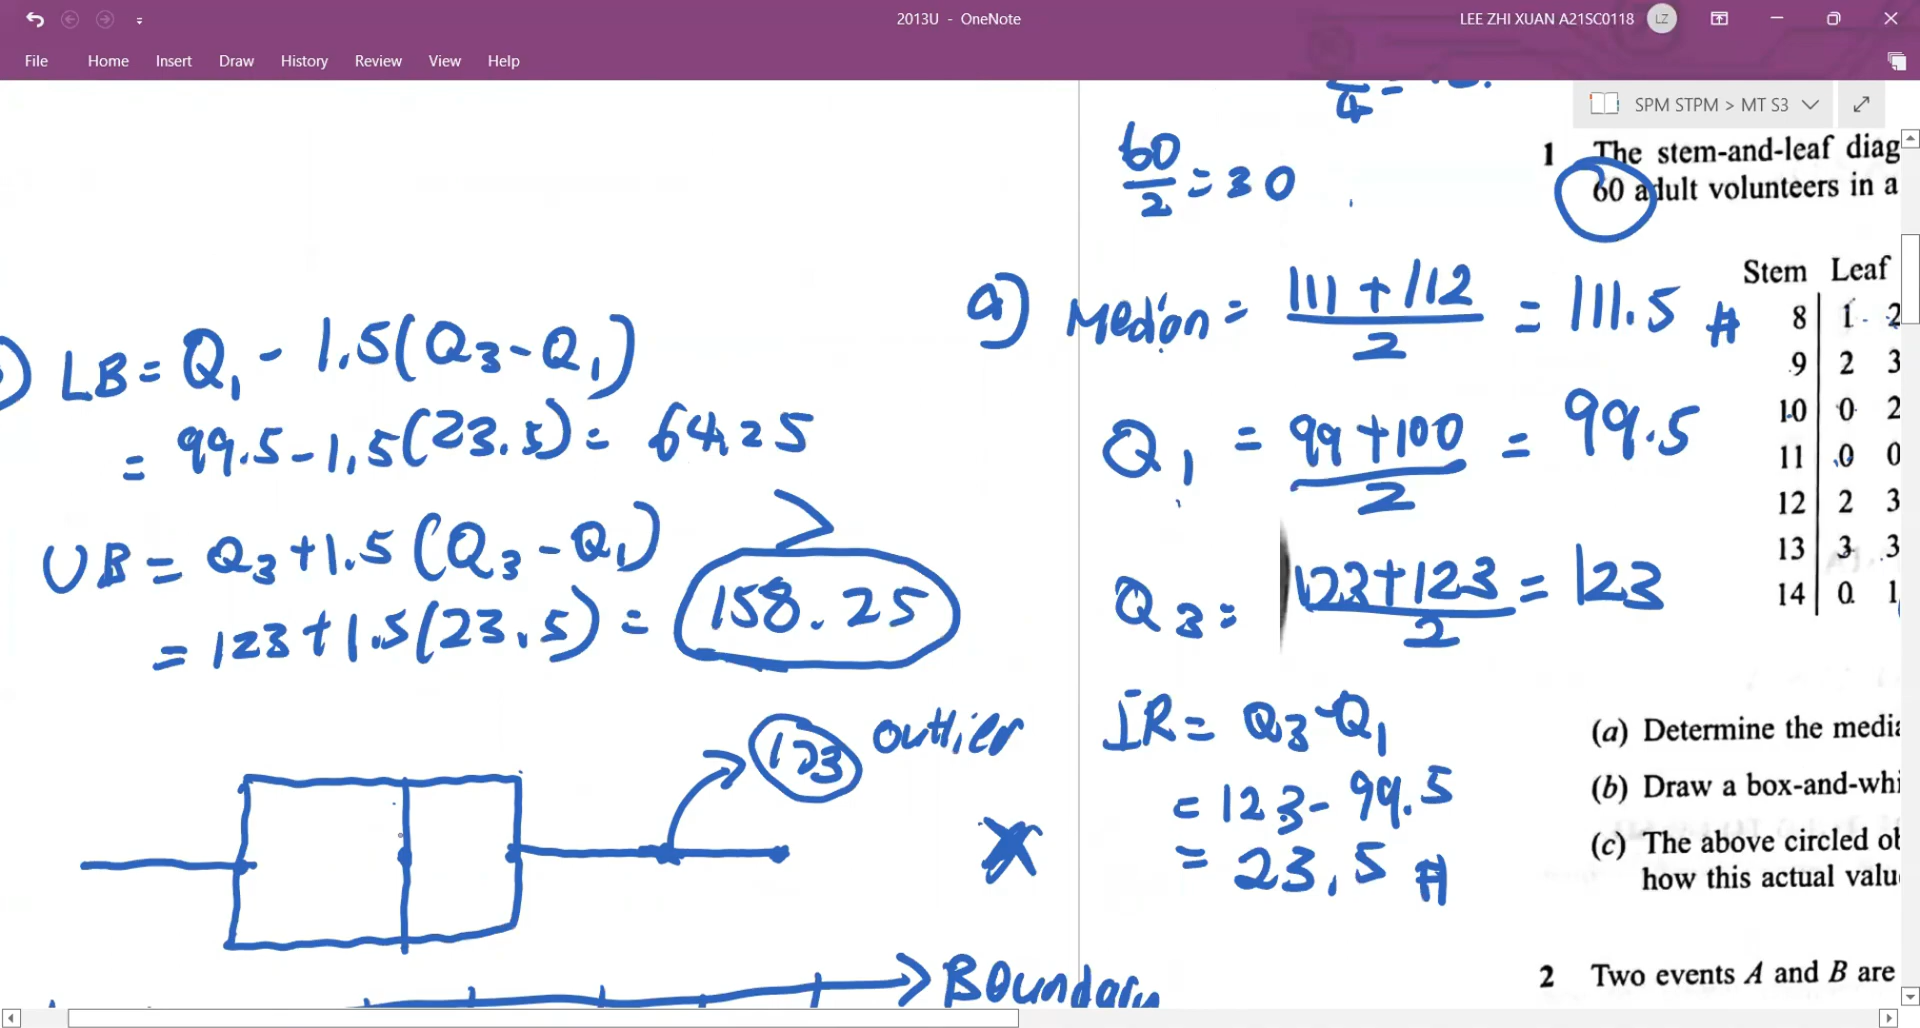 2013U - OneNote
LEE ZHI XUAN A21SC0118
LZ
File Home Insert Draw History Review View Help
SPM STPM > MT S3
60/2 = 30
1 The stem-and-leaf diag
60 adult volunteers in a
Stem Leaf
8 1 2
9 2 3
10 0 2
11 0 0
12 2 3
13 3 3
14 0 1
a) Median = (111 + 112)/2 = 111.5 #
Q1 = (99 + 100)/2 = 99.5
Q3 = (123 + 123)/2 = 123
IR = Q3 - Q1
= 123 - 99.5
= 23.5 #
LB = Q1 - 1.5(Q3 - Q1)
= 99.5 - 1.5(23.5) = 64.25
UB = Q3 + 1.5(Q3 - Q1)
= 123 + 1.5(23.5) = 158.25
>
123 outlier
Boundary
(a) Determine the media
(b) Draw a box-and-whi
(c) The above circled ob
how this actual valu
2 Two events A and B are